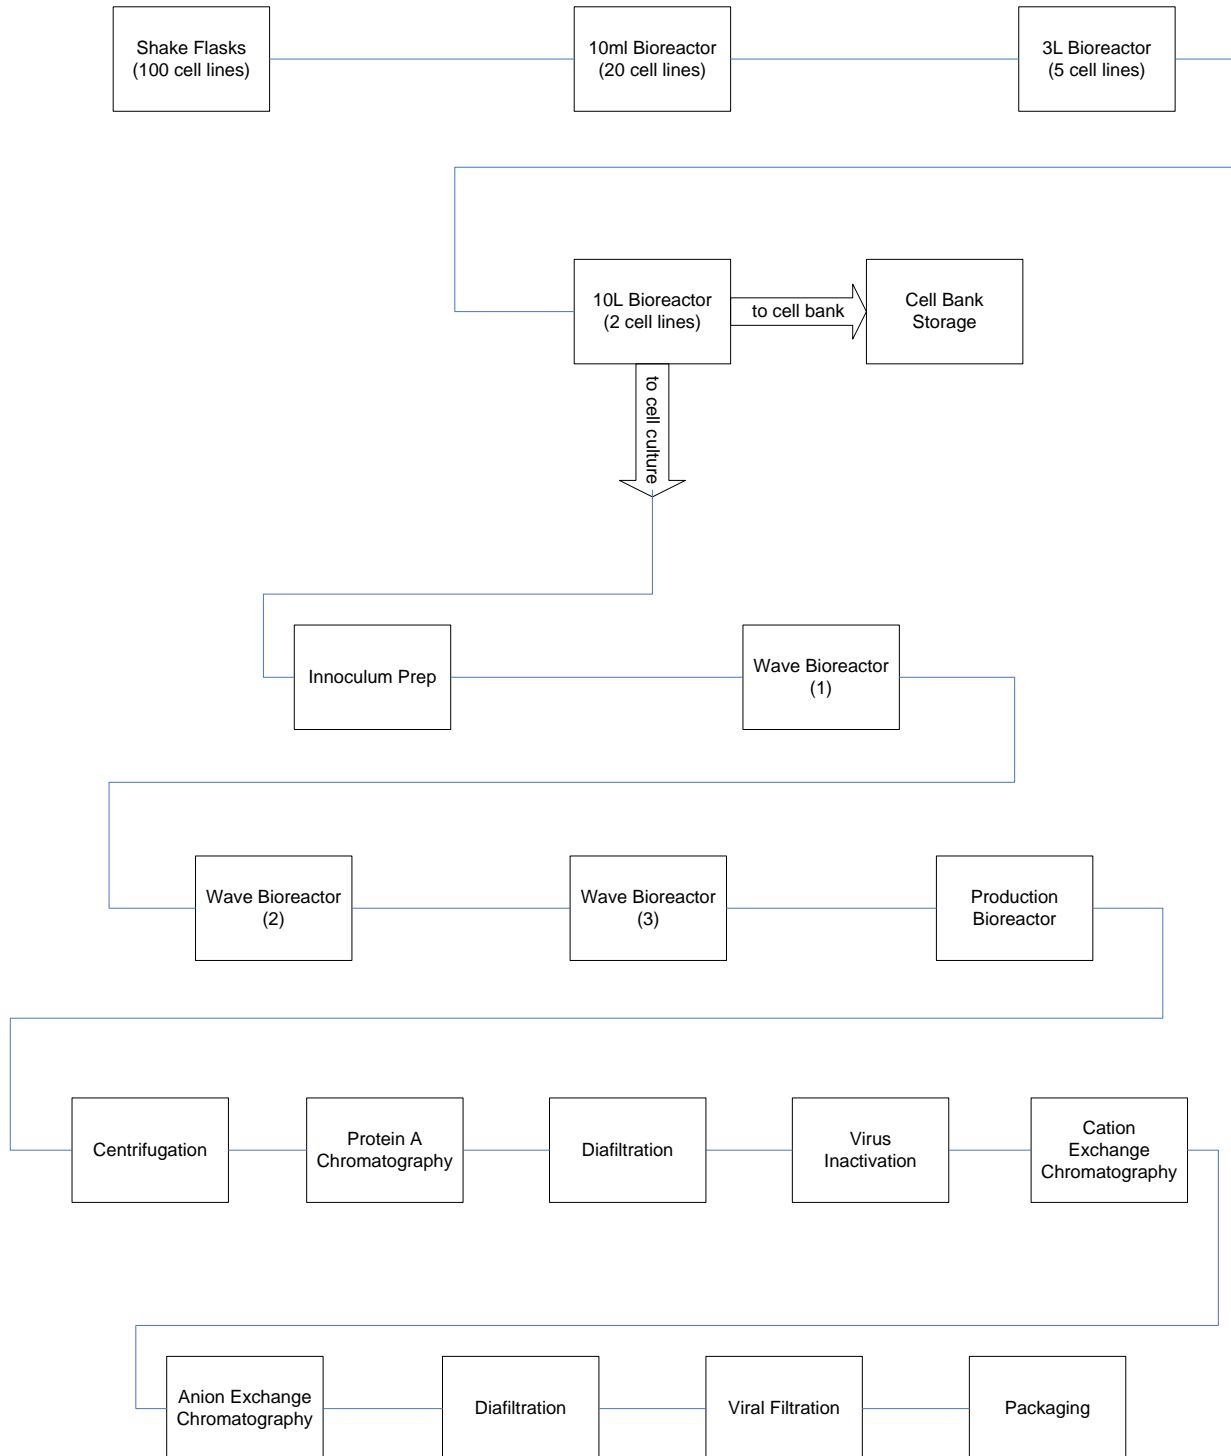 Shake Flasks
(100 cell lines)
10ml Bioreactor
(20 cell lines)
3L Bioreactor
(5 cell lines)
10L Bioreactor
(2 cell lines)
to cell bank
Cell Bank
Storage
to cell culture
Innoculum Prep
Wave Bioreactor
(1)
Wave Bioreactor
(2)
Wave Bioreactor
(3)
Production
Bioreactor
Centrifugation
Protein A
Chromatography
Diafiltration
Virus
Inactivation
Cation
Exchange
Chromatography
Anion Exchange
Chromatography
Diafiltration
Viral Filtration
Packaging